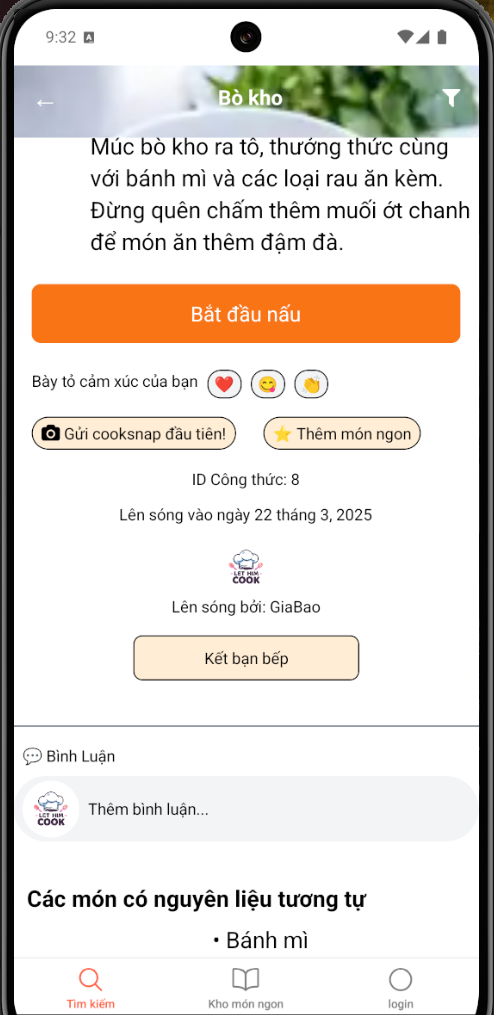 9:32
Bò kho
Múc bò kho ra tô, thưởng thức cùng
với bánh mì và các loại rau ăn kèm.
Đừng quên chấm thêm muối ớt chanh
để món ăn thêm đậm đà.
Bắt đầu nấu
Bày tỏ cảm xúc của bạn
Gửi cooksnap đầu tiên!
Thêm món ngon
ID Công thức: 8
Lên sóng vào ngày 22 tháng 3, 2025
LET HIM
COOK
Lên sóng bởi: GiaBao
Kết bạn bếp
Bình Luận
LET HIM
COOK
Thêm bình luận...
Các món có nguyên liệu tương tự
• Bánh mì
Tìm kiếm
Kho món ngon
login